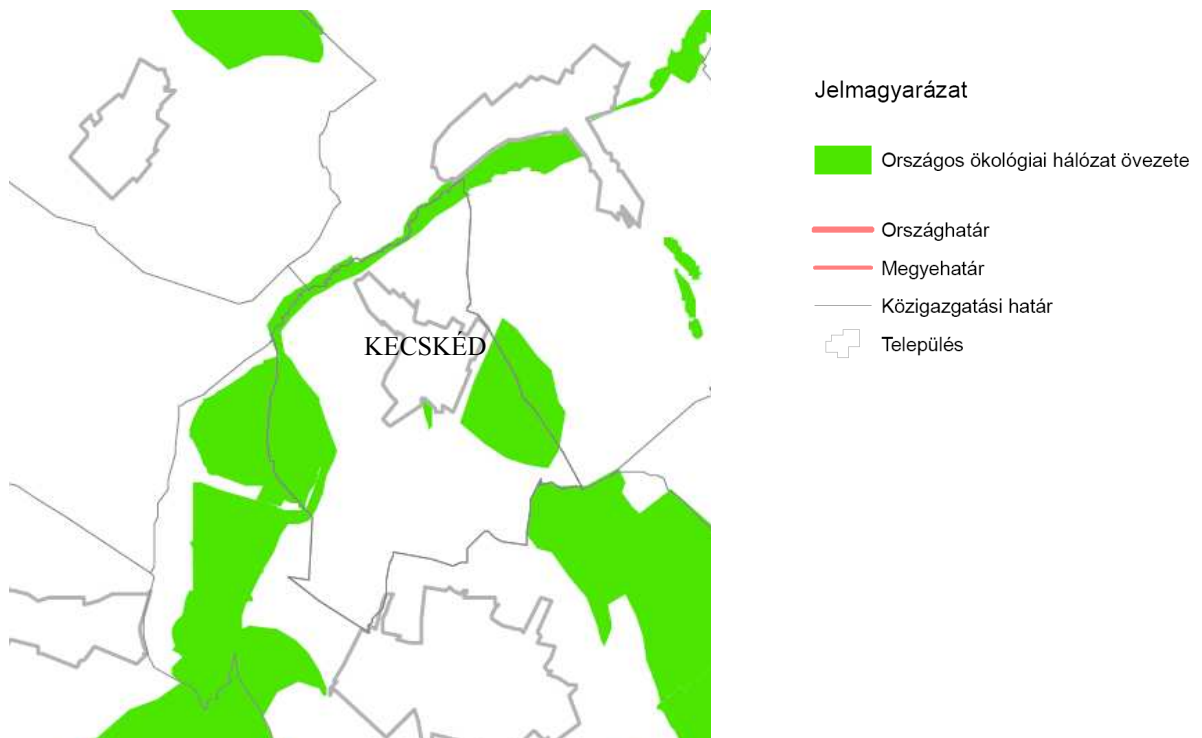 KECSKÉD
Jelmagyarázat
Országos ökológiai hálózat övezete
Országhatár
Megyehatár
Közigazgatási határ
Település